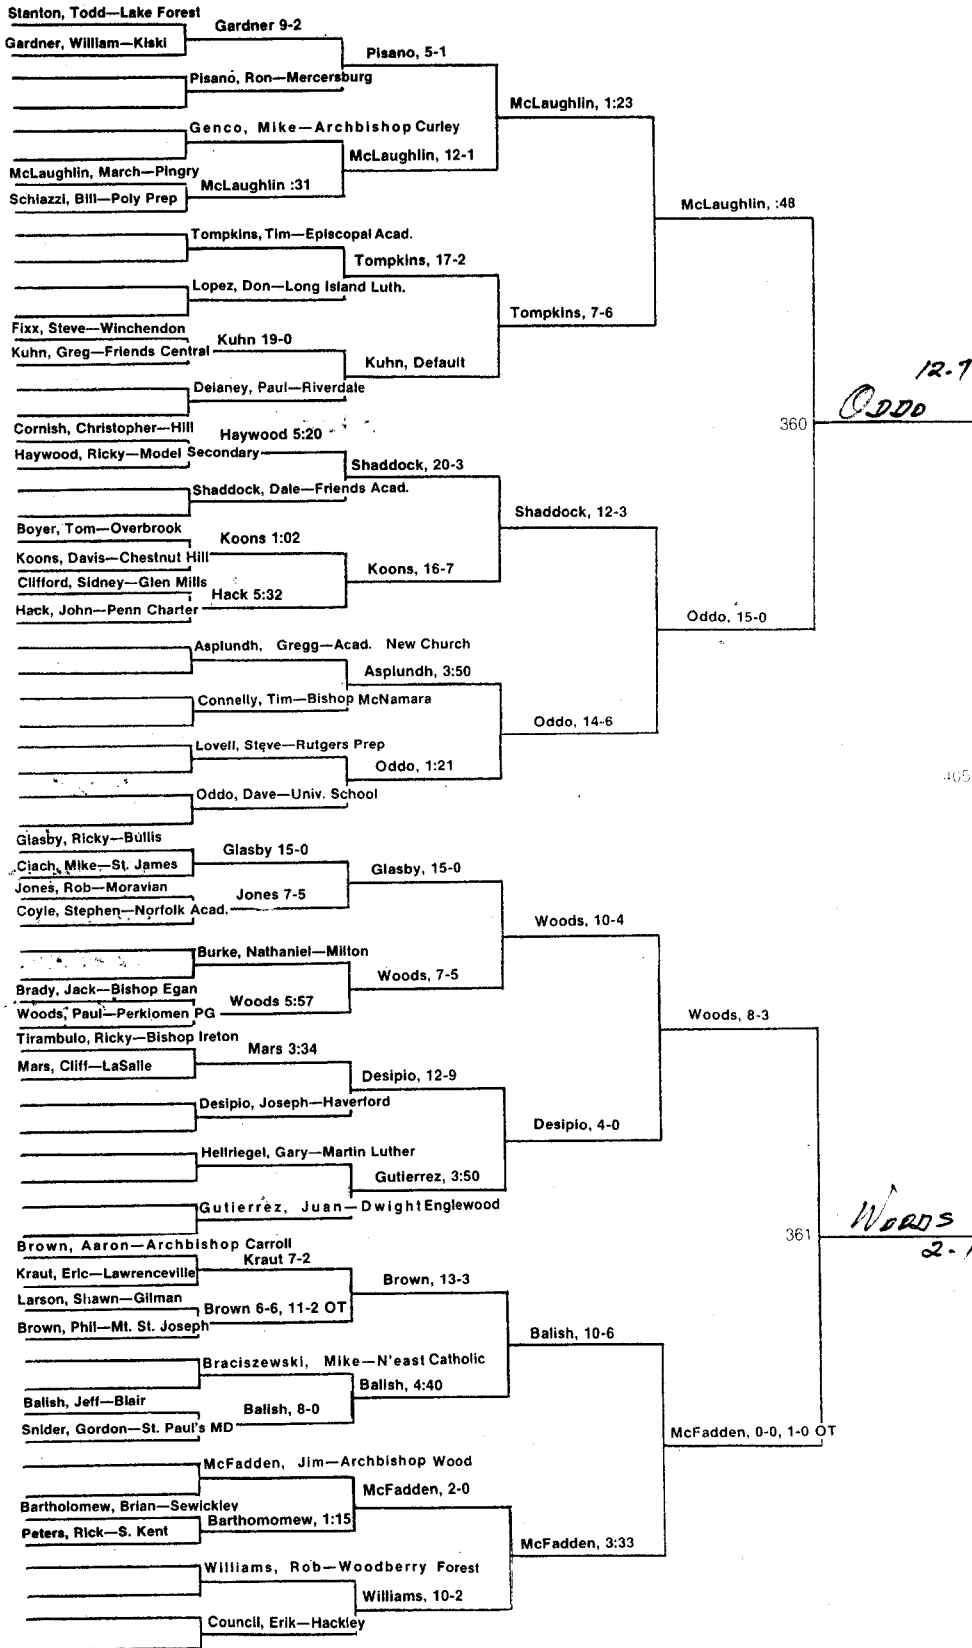 Stanton, Todd—Lake Forest
Gardner 9-2
Gardner, William—Kiski
Pisano, 5-1
Pisano, Ron—Mercersburg
McLaughlin, 1:23
Genco, Mike—Archbishop Curley
McLaughlin, 12-1
McLaughlin, March—Pingry
McLaughlin :31
Schiazzi, Bill—Poly Prep
McLaughlin, :48
Tompkins, Tim—Episcopal Acad.
Tompkins, 17-2
Lopez, Don—Long Island Luth.
Tompkins, 7-6
Fixx, Steve—Winchendon
Kuhn 19-0
Kuhn, Greg—Friends Central
Kuhn, Default
Delaney, Paul—Riverdale
12-7
Oddo
360
Cornish, Christopher—Hill
Haywood 5:20
Haywood, Ricky—Model Secondary
Shaddock, 20-3
Shaddock, Dale—Friends Acad.
Shaddock, 12-3
Boyer, Tom—Overbrook
Koons 1:02
Koons, Davis—Chestnut Hill
Koons, 16-7
Clifford, Sidney—Glen Mills
Hack 5:32
Hack, John—Penn Charter
Oddo, 15-0
Asplundh, Gregg—Acad. New Church
Asplundh, 3:50
Connelly, Tim—Bishop McNamara
Oddo, 14-6
Lovell, Steve—Rutgers Prep
Oddo, 1:21
405
Oddo, Dave—Univ. School
Glasby, Ricky—Bullis
Glasby 15-0
Ciach, Mike—St. James
Glasby, 15-0
Jones, Rob—Moravian
Jones 7-5
Coyle, Stephen—Norfolk Acad.
Woods, 10-4
Burke, Nathaniel—Milton
Woods, 7-5
Brady, Jack—Bishop Egan
Woods 5:57
Woods, Paul—Perkiomen PG
Woods, 8-3
Tirambulo, Ricky—Bishop Ireton
Mars 3:34
Mars, Cliff—LaSalle
Desipio, 12-9
Desipio, Joseph—Haverford
Desipio, 4-0
Hellriegel, Gary—Martin Luther
Gutierrez, 3:50
Gutierrez, Juan—Dwight Englewood
Woods
361
2-1
Brown, Aaron—Archbishop Carroll
Kraut 7-2
Kraut, Eric—Lawrenceville
Brown, 13-3
Larson, Shawn—Gilman
Brown 6-6, 11-2 OT
Brown, Phil—Mt. St. Joseph
Balish, 10-6
Braciszewski, Mike—N'east Catholic
Balish, 4:40
Balish, Jeff—Blair
Balish, 8-0
Snider, Gordon—St. Paul's MD
McFadden, 0-0, 1-0 OT
McFadden, Jim—Archbishop Wood
McFadden, 2-0
Bartholomew, Brian—Sewickley
Barthomomew, 1:15
Peters, Rick—S. Kent
McFadden, 3:33
Williams, Rob—Woodberry Forest
Williams, 10-2
Council, Erik—Hackley